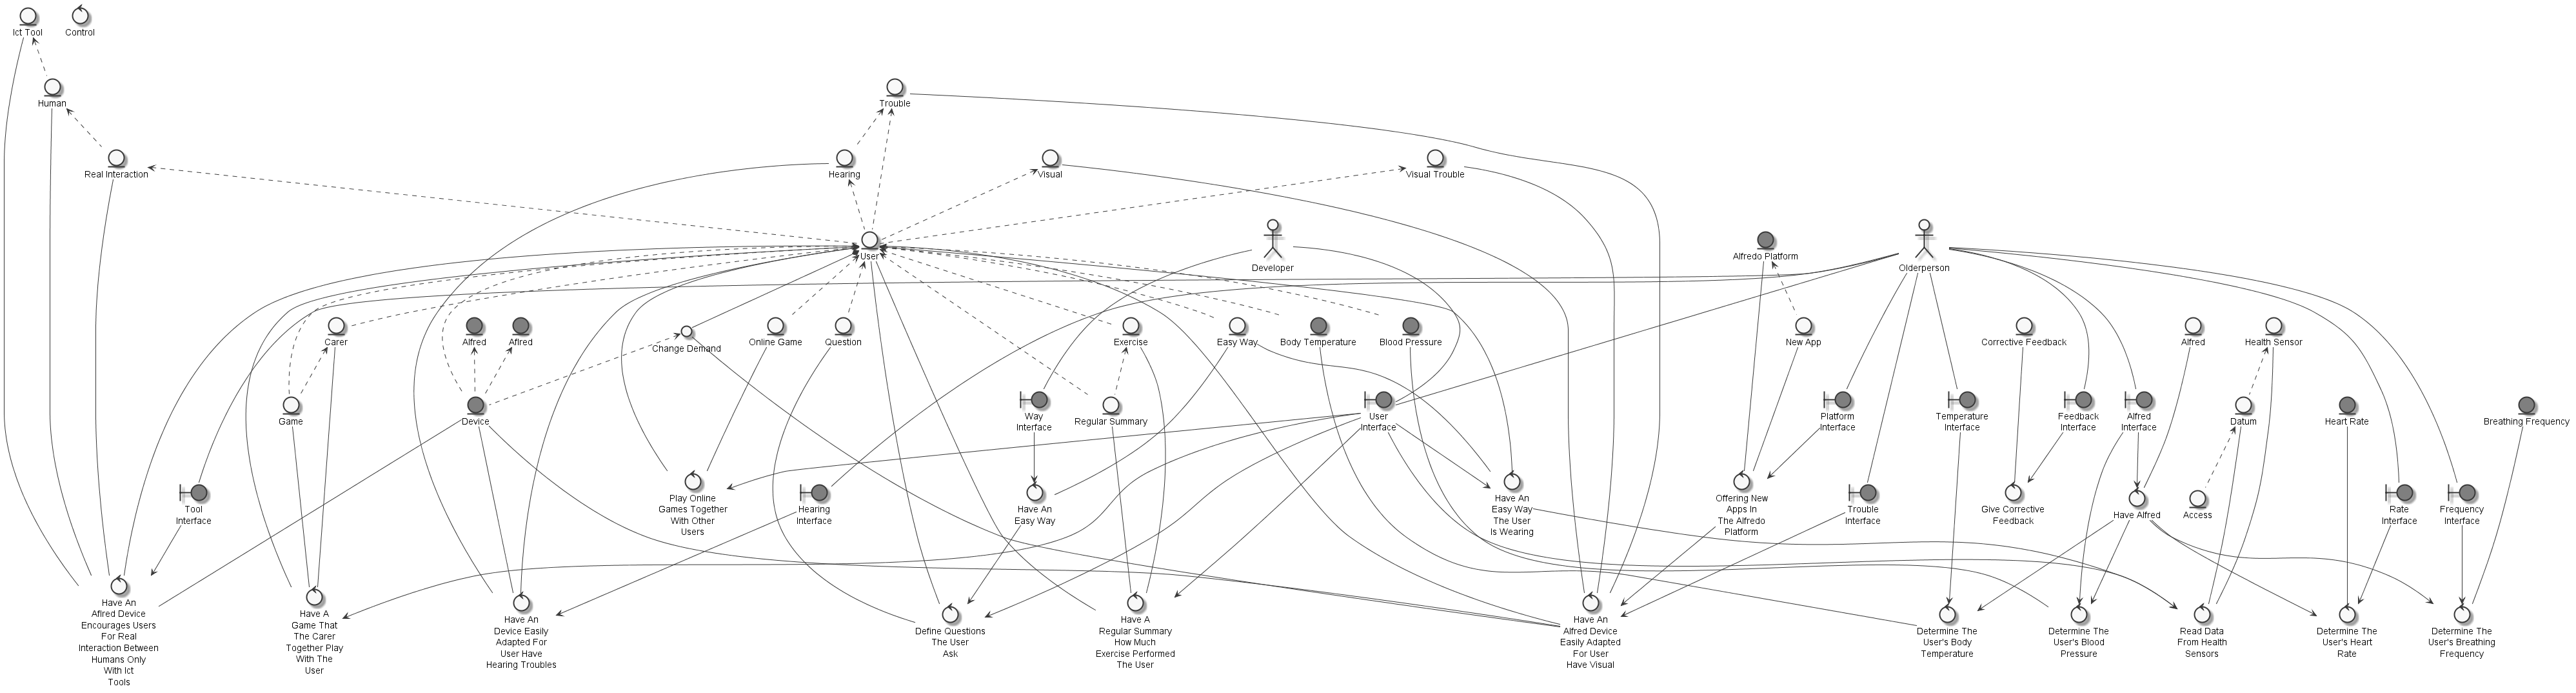 Ict Tool
Control
Human
Trouble
Real Interaction
Hearing
Visual
Visual Trouble
User
Developer
Alfredo Platform
Olderperson
Carer
Alfred
Aflred
Change Demand
Online Game
Question
Exercise
Easy Way
Body Temperature
Blood Pressure
New App
Corrective Feedback
Alfred
Health Sensor
Game
Device
Way
Interface
Regular Summary
User
Interface
Platform
Interface
Temperature
Interface
Feedback
Interface
Alfred
Interface
Datum
Heart Rate
Breathing Frequency
Tool
Interface
Play Online
Games Together
With Other
Users
Hearing
Interface
Have An
Easy Way
Have An
Easy Way
The User
Is Wearing
Offering New
Apps In
The Alfredo
Platform
Trouble
Interface
Give Corrective
Feedback
Have Alfred
Access
Rate
Interface
Frequency
Interface
Have An
Aflred Device
Encourages Users
For Real
Interaction Between
Humans Only
With Ict
Tools
Have A
Game That
The Carer
Together Play
With The
User
Have An
Device Easily
Adapted For
User Have
Hearing Troubles
Define Questions
The User
Ask
Have A
Regular Summary
How Much
Exercise Performed
The User
Have An
Alfred Device
Easily Adapted
For User
Have Visual
Determine The
User's Body
Temperature
Determine The
User's Blood
Pressure
Read Data
From Health
Sensors
Determine The
User's Heart
Rate
Determine The
User's Breathing
Frequency